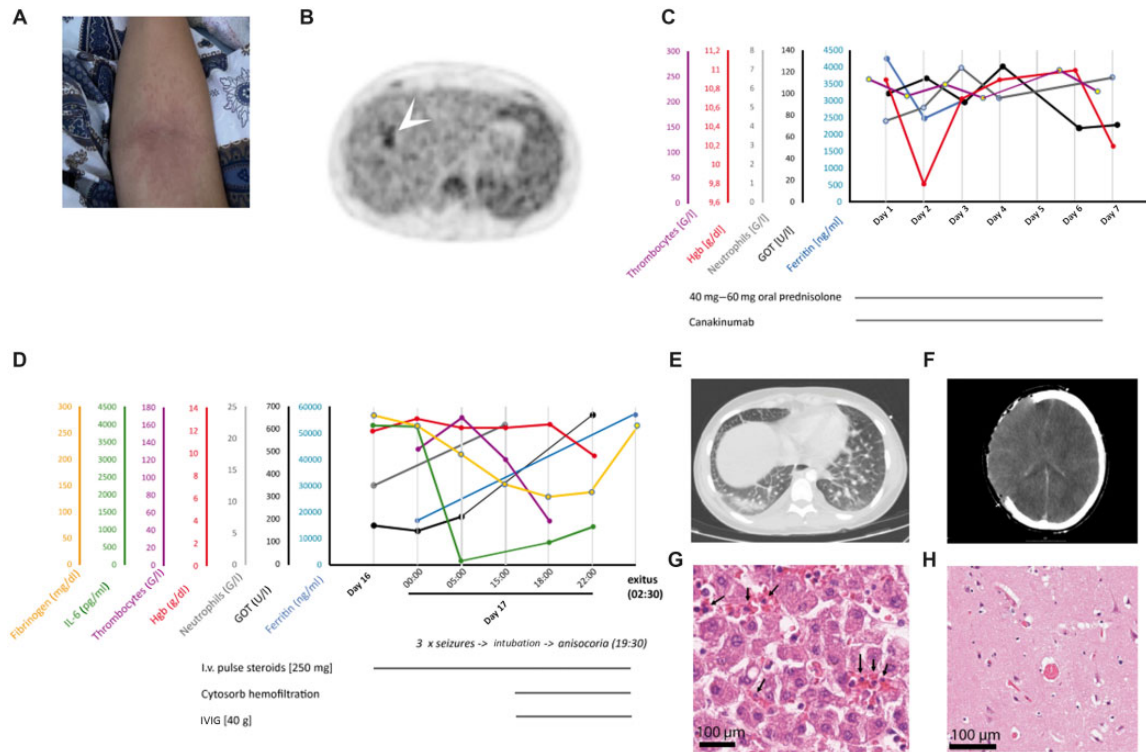 A
B
C
300
250
200
150
100
50
0
11,2
11
10,8
10,6
10,4
10,2
10
9,8
9,6
8
7
6
5
4
3
2
1
0
140
120
100
80
60
40
20
0
4500
4000
3500
3000
2500
2000
1500
1000
500
0
Thrombocytes [G/l]
Hgb [g/dl]
Neutrophils [G/l]
GOT [U/l]
Ferritin [ng/ml]
Day 1
Day 2
Day 3
Day 4
Day 5
Day 6
Day 7
40 mg—60 mg oral prednisolone
Canakinumab
D
300
250
200
150
100
50
0
4500
4000
3500
3000
2500
2000
1500
1000
500
0
180
160
140
120
100
80
60
40
20
0
14
12
10
8
6
4
2
0
25
20
15
10
5
0
700
600
500
400
300
200
100
0
60000
50000
40000
30000
20000
10000
0
Fibrinogen (mg/dl)
IL-6 (pg/ml)
Thrombocytes (G/l)
Hgb (g/dl)
Neutrophils (G/l)
GOT (U/l)
Ferritin (ng/ml)
Day 16
00:00
05:00
15:00
18:00
22:00
exitus
(02:30)
Day 17
3 x seizures -> intubation -> anisocoria (19:30)
I.v. pulse steroids [250 mg]
Cytosorb hemofiltration
IVIG [40 g]
E
F
G
100 µm
H
100 µm